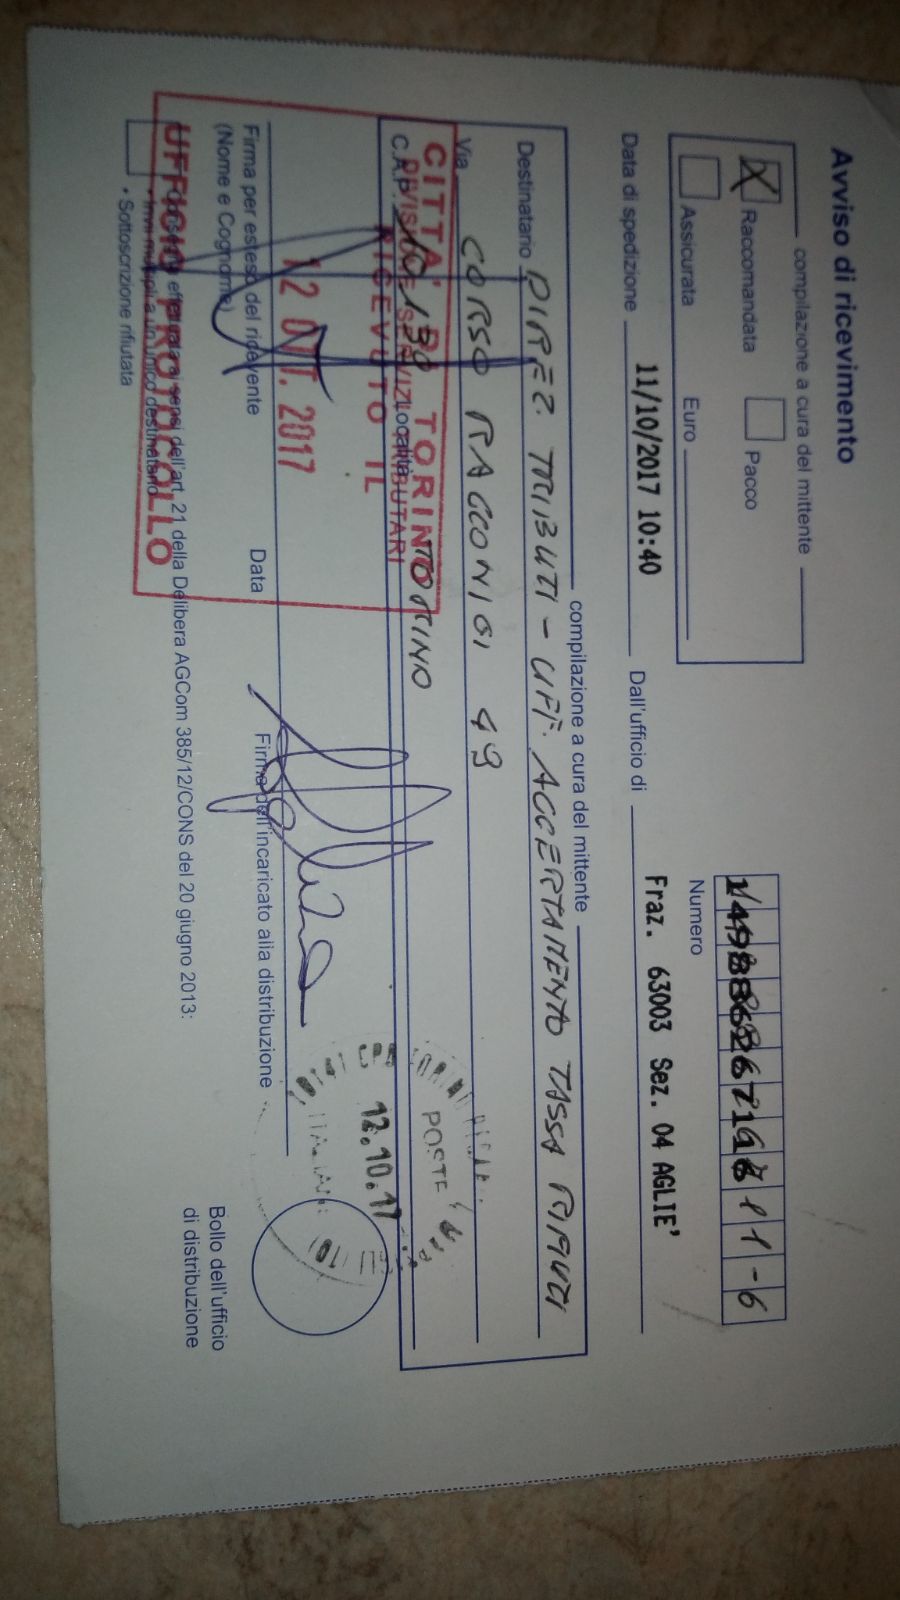 Avviso di ricevimento
compilazione a cura del mittente
X Raccomandata Pacco
Assicurata Euro
Numero
1 1 - 6
Data di spedizione 11/10/2017 10:40 Dall'ufficio di Fraz. 63003 Sez. 04 AGLIE'
compilazione a cura del mittente
Destinatario DIREZ. TRIBUTI - UFF. ACCERTAMENTO TASSA RIFIUTI
Via CORSO RACCONIGI 49
C.A.P. Località TORINO
CITTA' DI TORINO
DIVISIONE SERVIZI TRIBUTARI
RICEVUTO IL
12 OTT. 2017
UFFICIO PROTOCOLLO
POSTE
12.10.17
Firma per esteso del ricevente Data Firma dell'incaricato alla distribuzione
(Nome e Cognome)
Bollo dell'ufficio
di distribuzione
effettuata ai sensi dell'art. 21 della Delibera AGCom 385/12/CONS del 20 giugno 2013:
• Invii multipli a un unico destinatario
• Sottoscrizione rifiutata